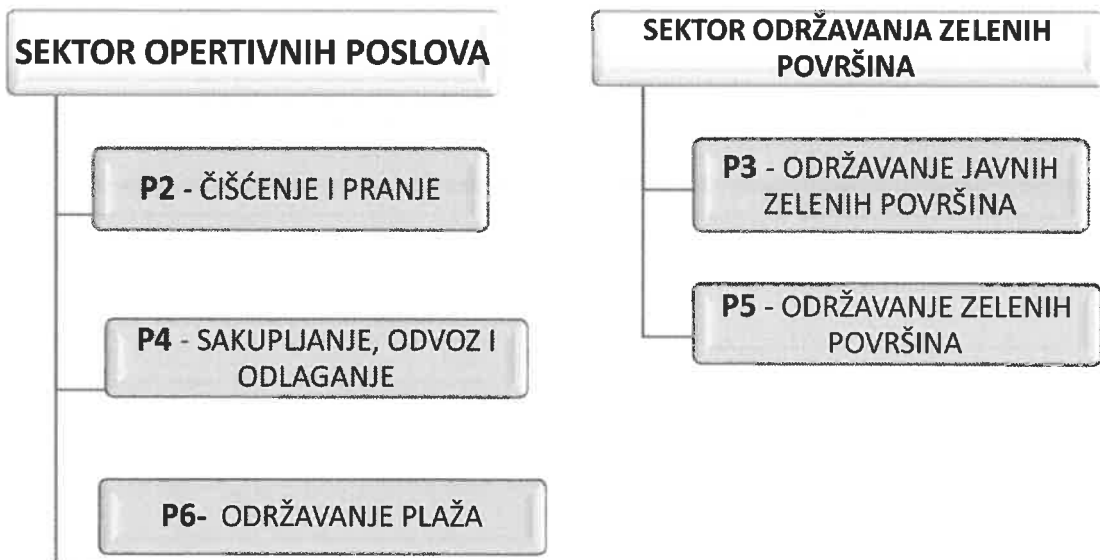 SEKTOR OPERTIVNIH POSLOVA
P2 - ČIŠĆENJE I PRANJE
P4 - SAKUPLJANJE, ODVOZ I
ODLAGANJE
P6- ODRŽAVANJE PLAŽA
SEKTOR ODRŽAVANJA ZELENIH
POVRŠINA
P3 - ODRŽAVANJE JAVNIH
ZELENIH POVRŠINA
P5 - ODRŽAVANJE ZELENIH
POVRŠINA